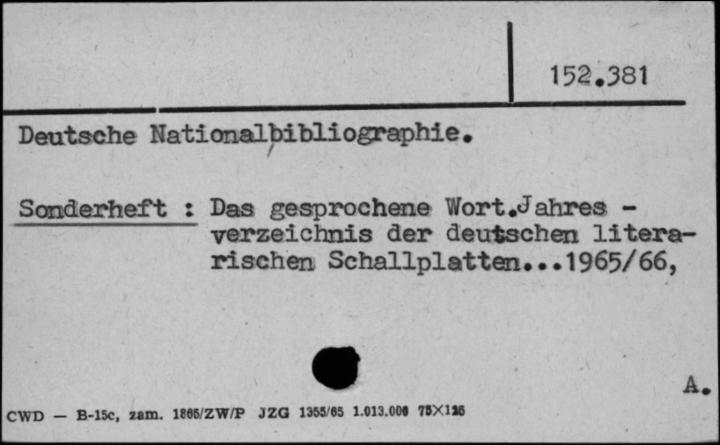 152.381
Deutsche Nationalbibliographie.
Sonderheft : Das gesprochene Wort.Jahres -
verzeichnis der deutschen litera-
rischen Schallplatten...1965/66,
A.
CWD — B-15c, zam. 1866/ZW/P JZG 1355/65 1.013.000 75X125